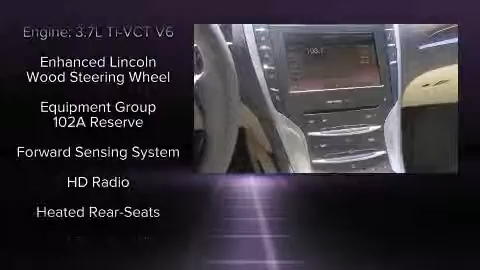 Engine: 3.7L Ti-VCT V6
Enhanced Lincoln
Wood Steering Wheel
Equipment Group
102A Reserve
Forward Sensing System
HD Radio
Heated Rear-Seats